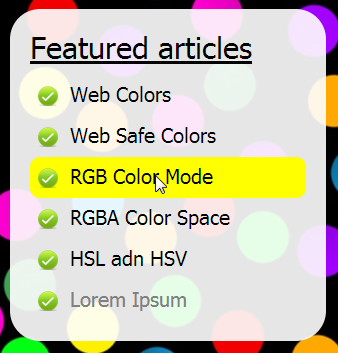 Featured articles
Web Colors
Web Safe Colors
RGB Color Mode
RGBA Color Space
HSL adn HSV
Lorem Ipsum